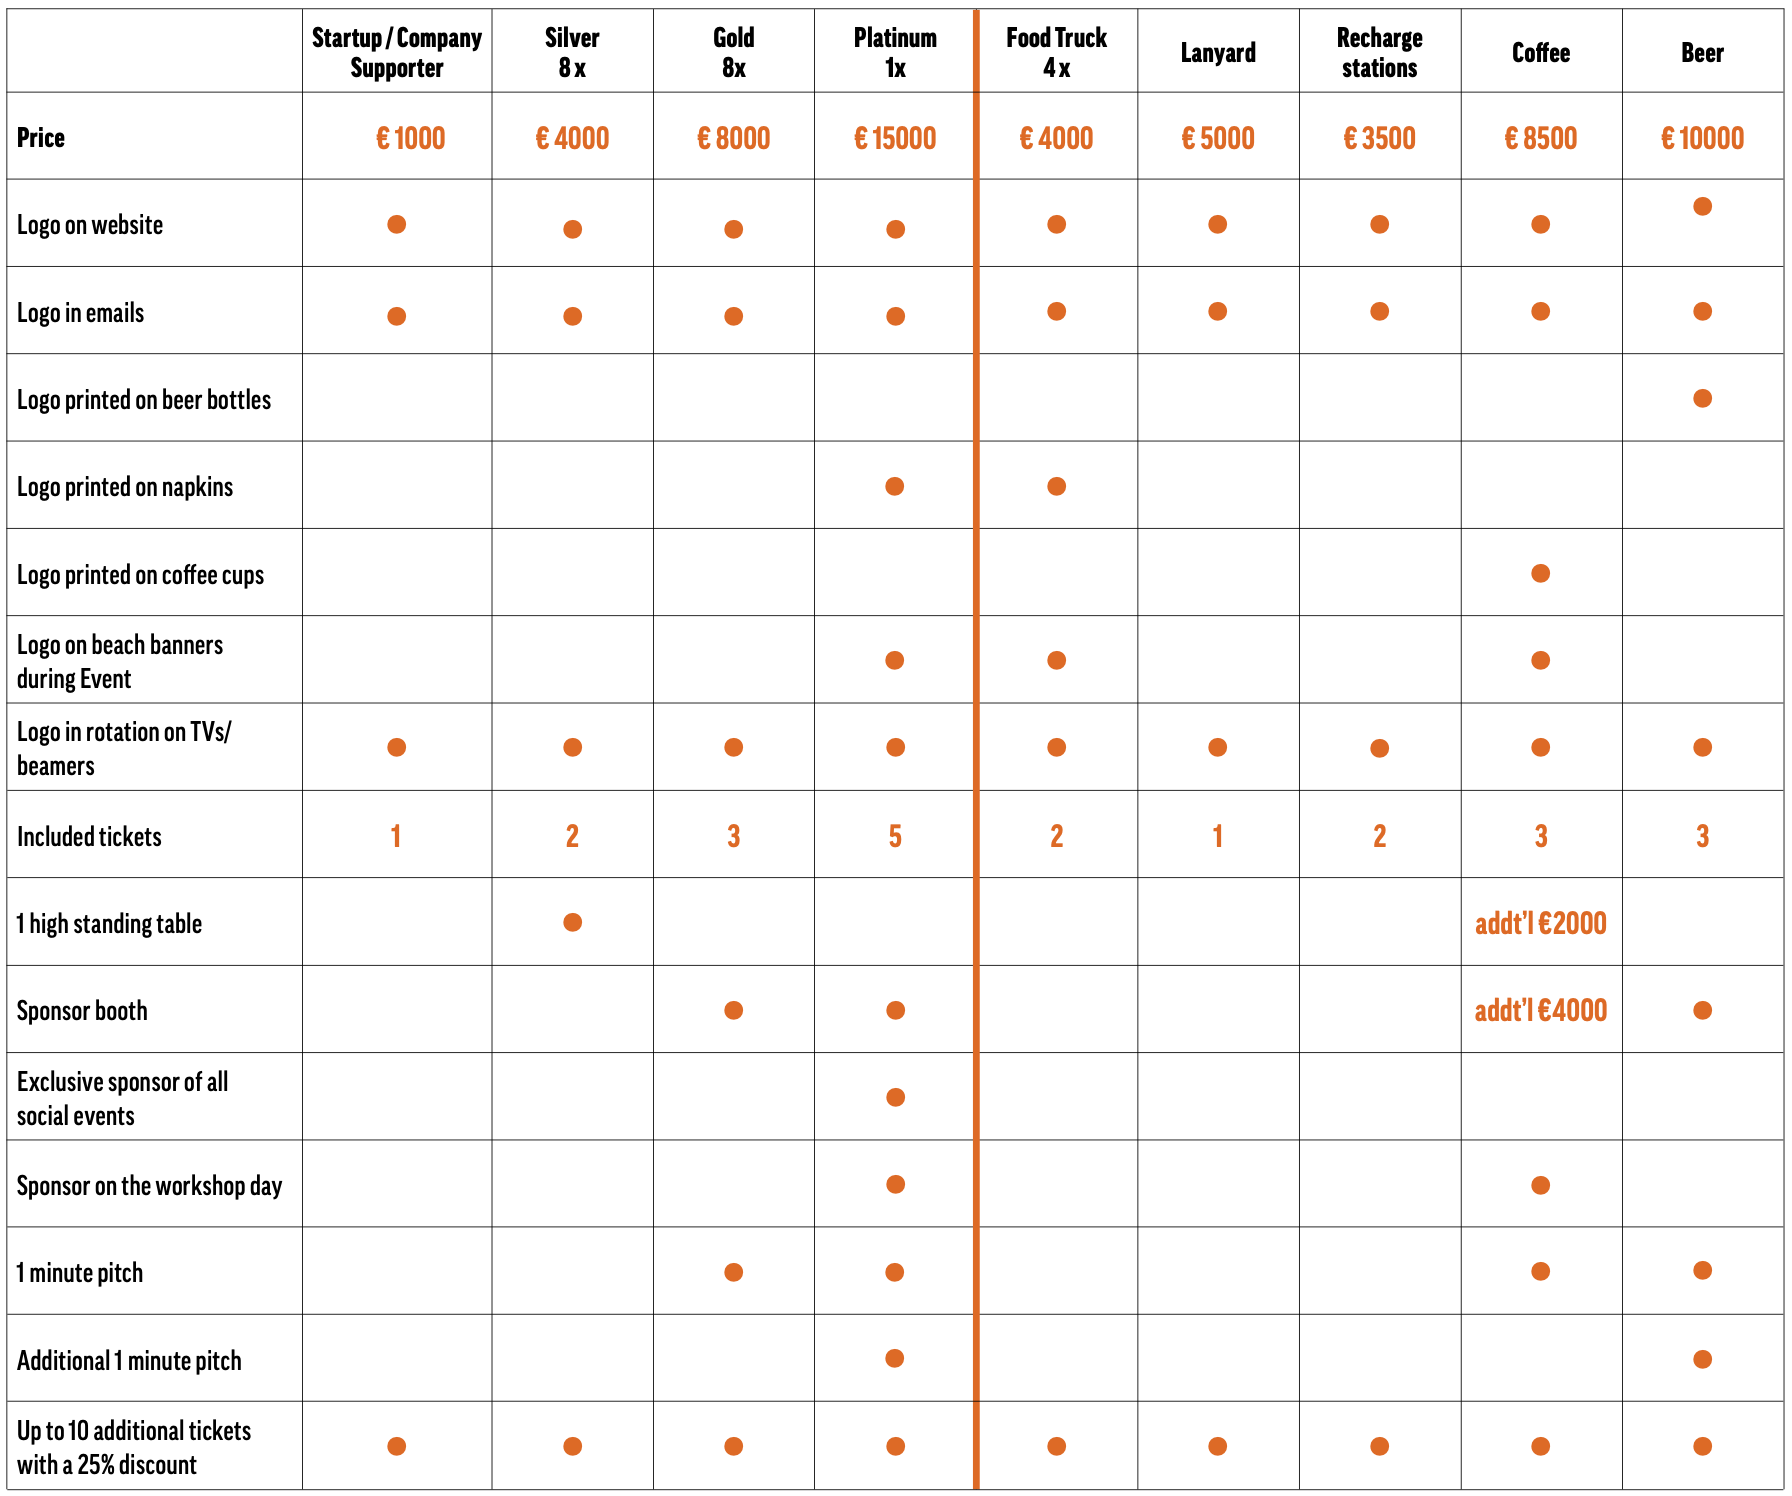 Startup / Company Supporter
Silver 8 x
Gold 8x
Platinum 1x
Food Truck 4 x
Lanyard
Recharge stations
Coffee
Beer
Price € 1000 € 4000 € 8000 € 15000 € 4000 € 5000 € 3500 € 8500 € 10000
Logo on website
Logo in emails
Logo printed on beer bottles
Logo printed on napkins
Logo printed on coffee cups
Logo on beach banners
during Event
Logo in rotation on TVs/
beamers
Included tickets 1 2 3 5 2 1 2 3 3
1 high standing table addt'l €2000
Sponsor booth addt'l €4000
Exclusive sponsor of all
social events
Sponsor on the workshop day
1 minute pitch
Additional 1 minute pitch
Up to 10 additional tickets
with a 25% discount